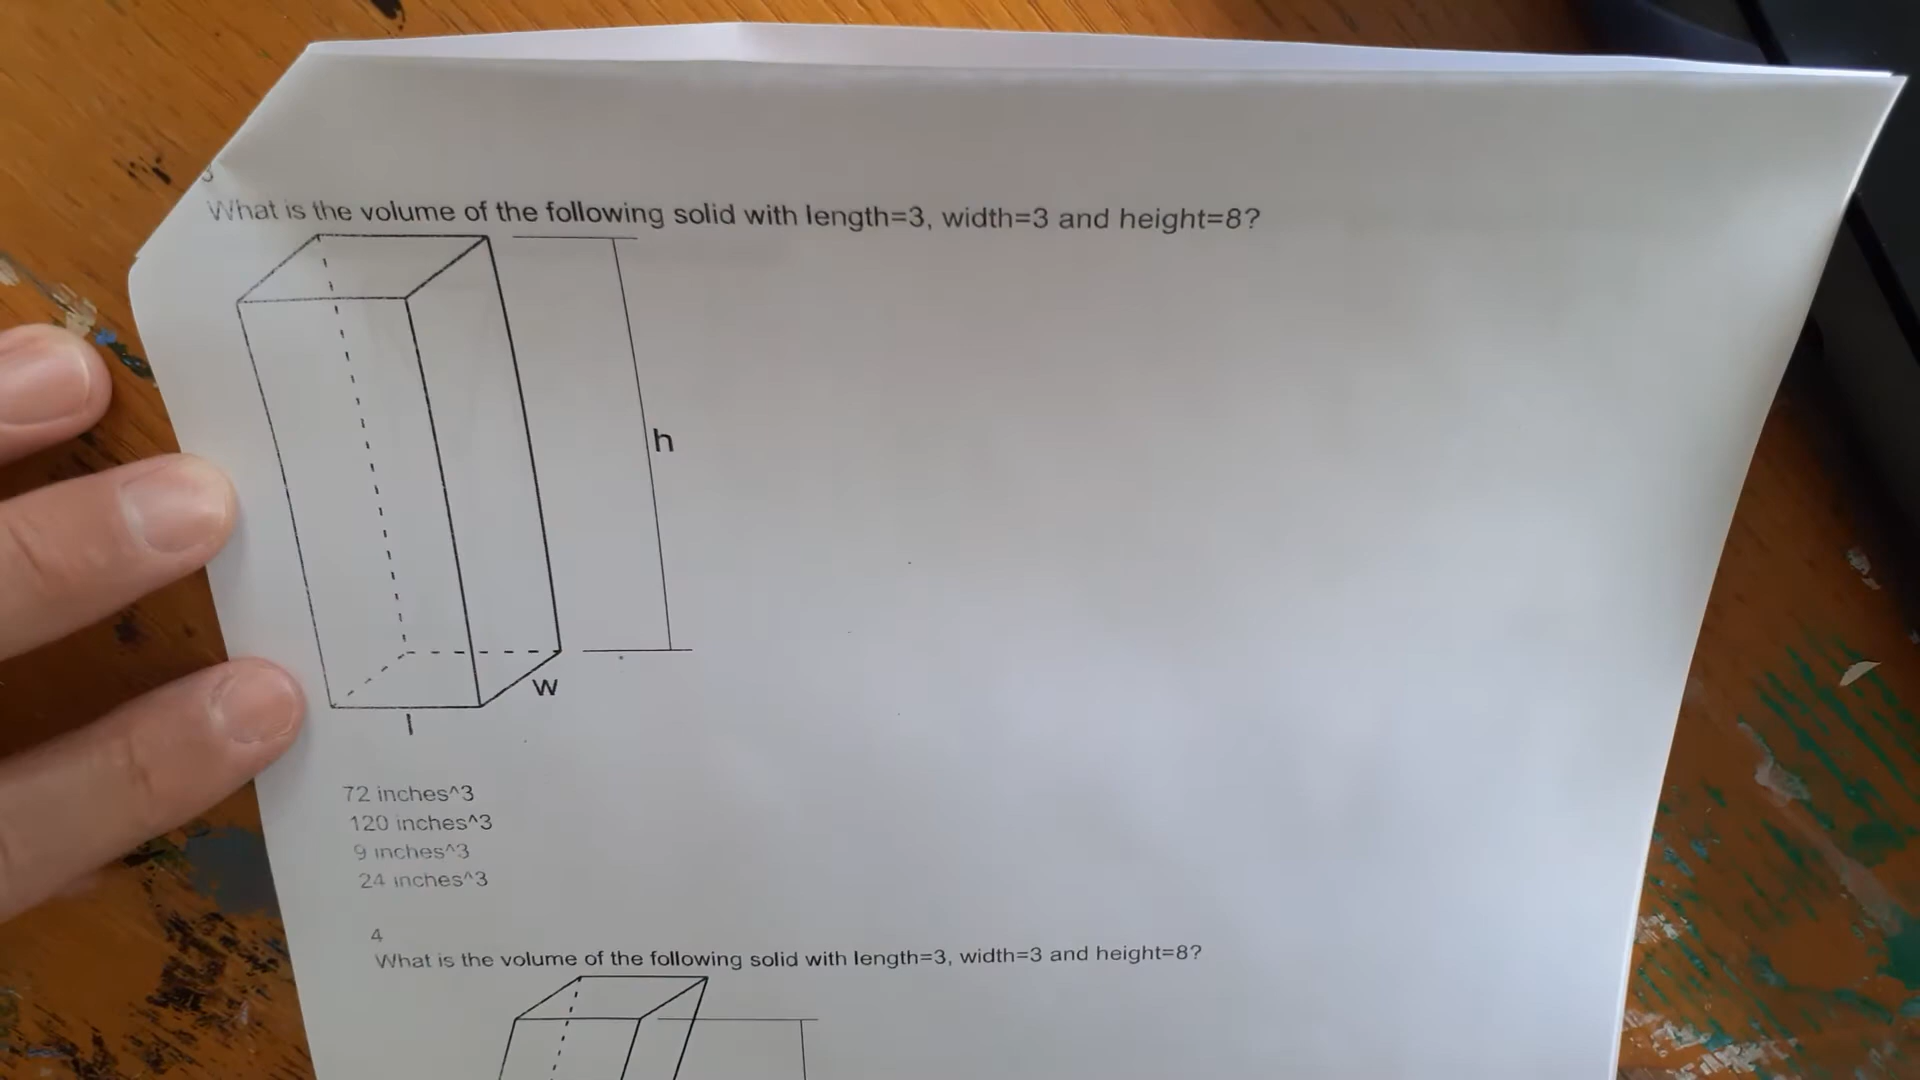 3
What is the volume of the following solid with length=3, width=3 and height=8?
h
w
l
72 inches^3
120 inches^3
9 inches^3
24 inches^3
4
What is the volume of the following solid with length=3, width=3 and height=8?